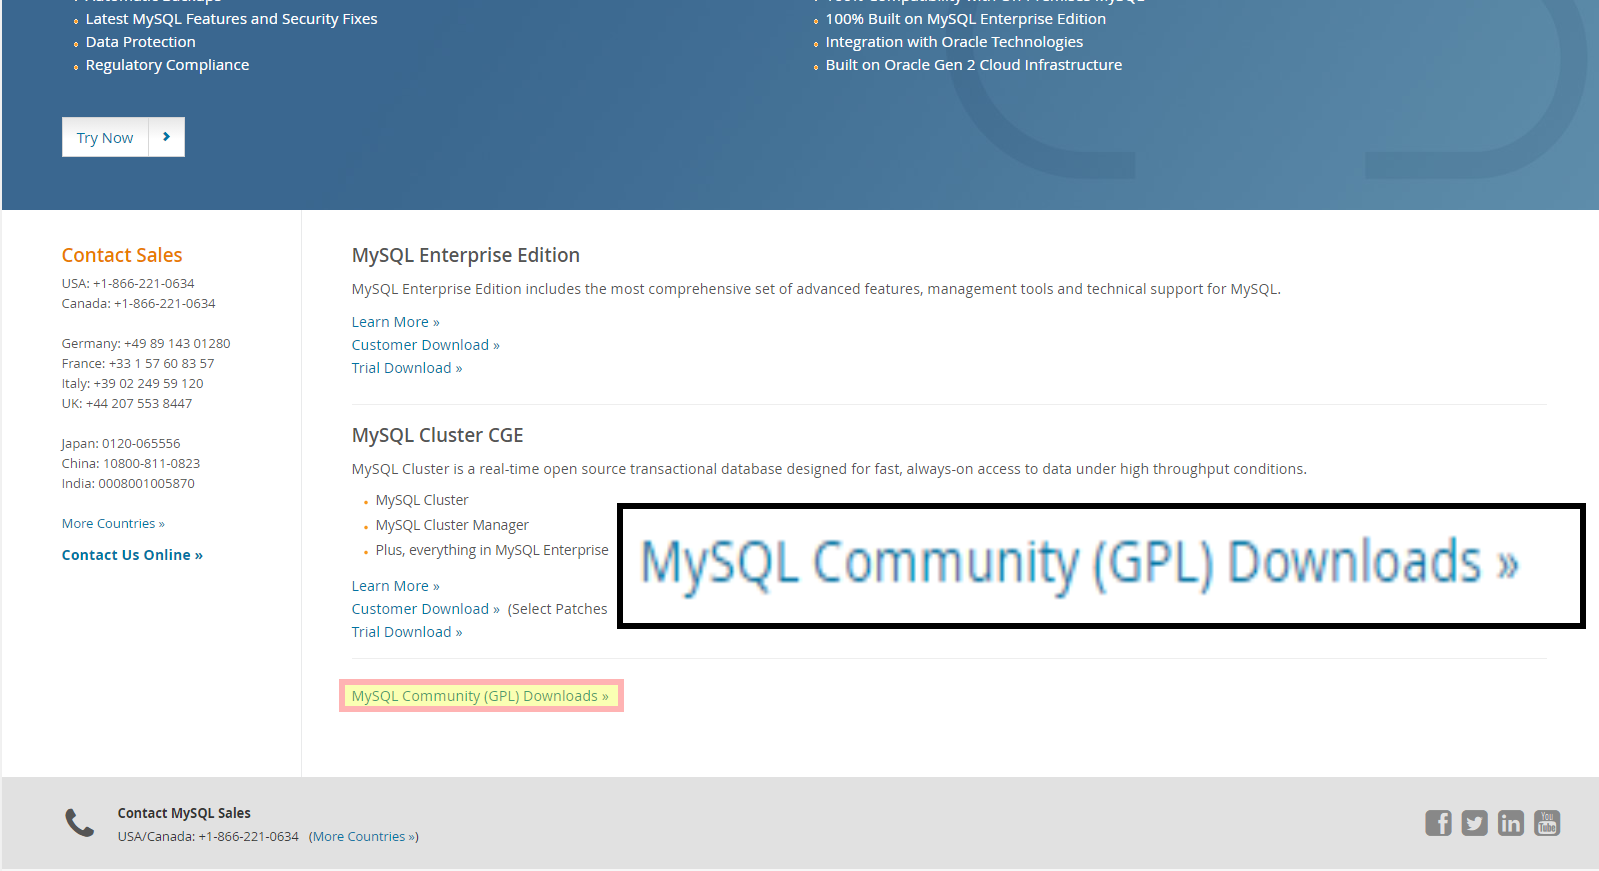 Latest MySQL Features and Security Fixes
Data Protection
Regulatory Compliance
100% Built on MySQL Enterprise Edition
Integration with Oracle Technologies
Built on Oracle Gen 2 Cloud Infrastructure
Try Now
Contact Sales
USA: +1-866-221-0634
Canada: +1-866-221-0634
Germany: +49 89 143 01280
France: +33 1 57 60 83 57
Italy: +39 02 249 59 120
UK: +44 207 553 8447
Japan: 0120-065556
China: 10800-811-0823
India: 0008001005870
More Countries »
Contact Us Online »
MySQL Enterprise Edition
MySQL Enterprise Edition includes the most comprehensive set of advanced features, management tools and technical support for MySQL.
Learn More »
Customer Download »
Trial Download »
MySQL Cluster CGE
MySQL Cluster is a real-time open source transactional database designed for fast, always-on access to data under high throughput conditions.
MySQL Cluster
MySQL Cluster Manager
Plus, everything in MySQL Enterprise
Learn More »
Customer Download » (Select Patches
Trial Download »
MySQL Community (GPL) Downloads »
MySQL Community (GPL) Downloads »
Contact MySQL Sales
USA/Canada: +1-866-221-0634 (More Countries »)
You
Tube